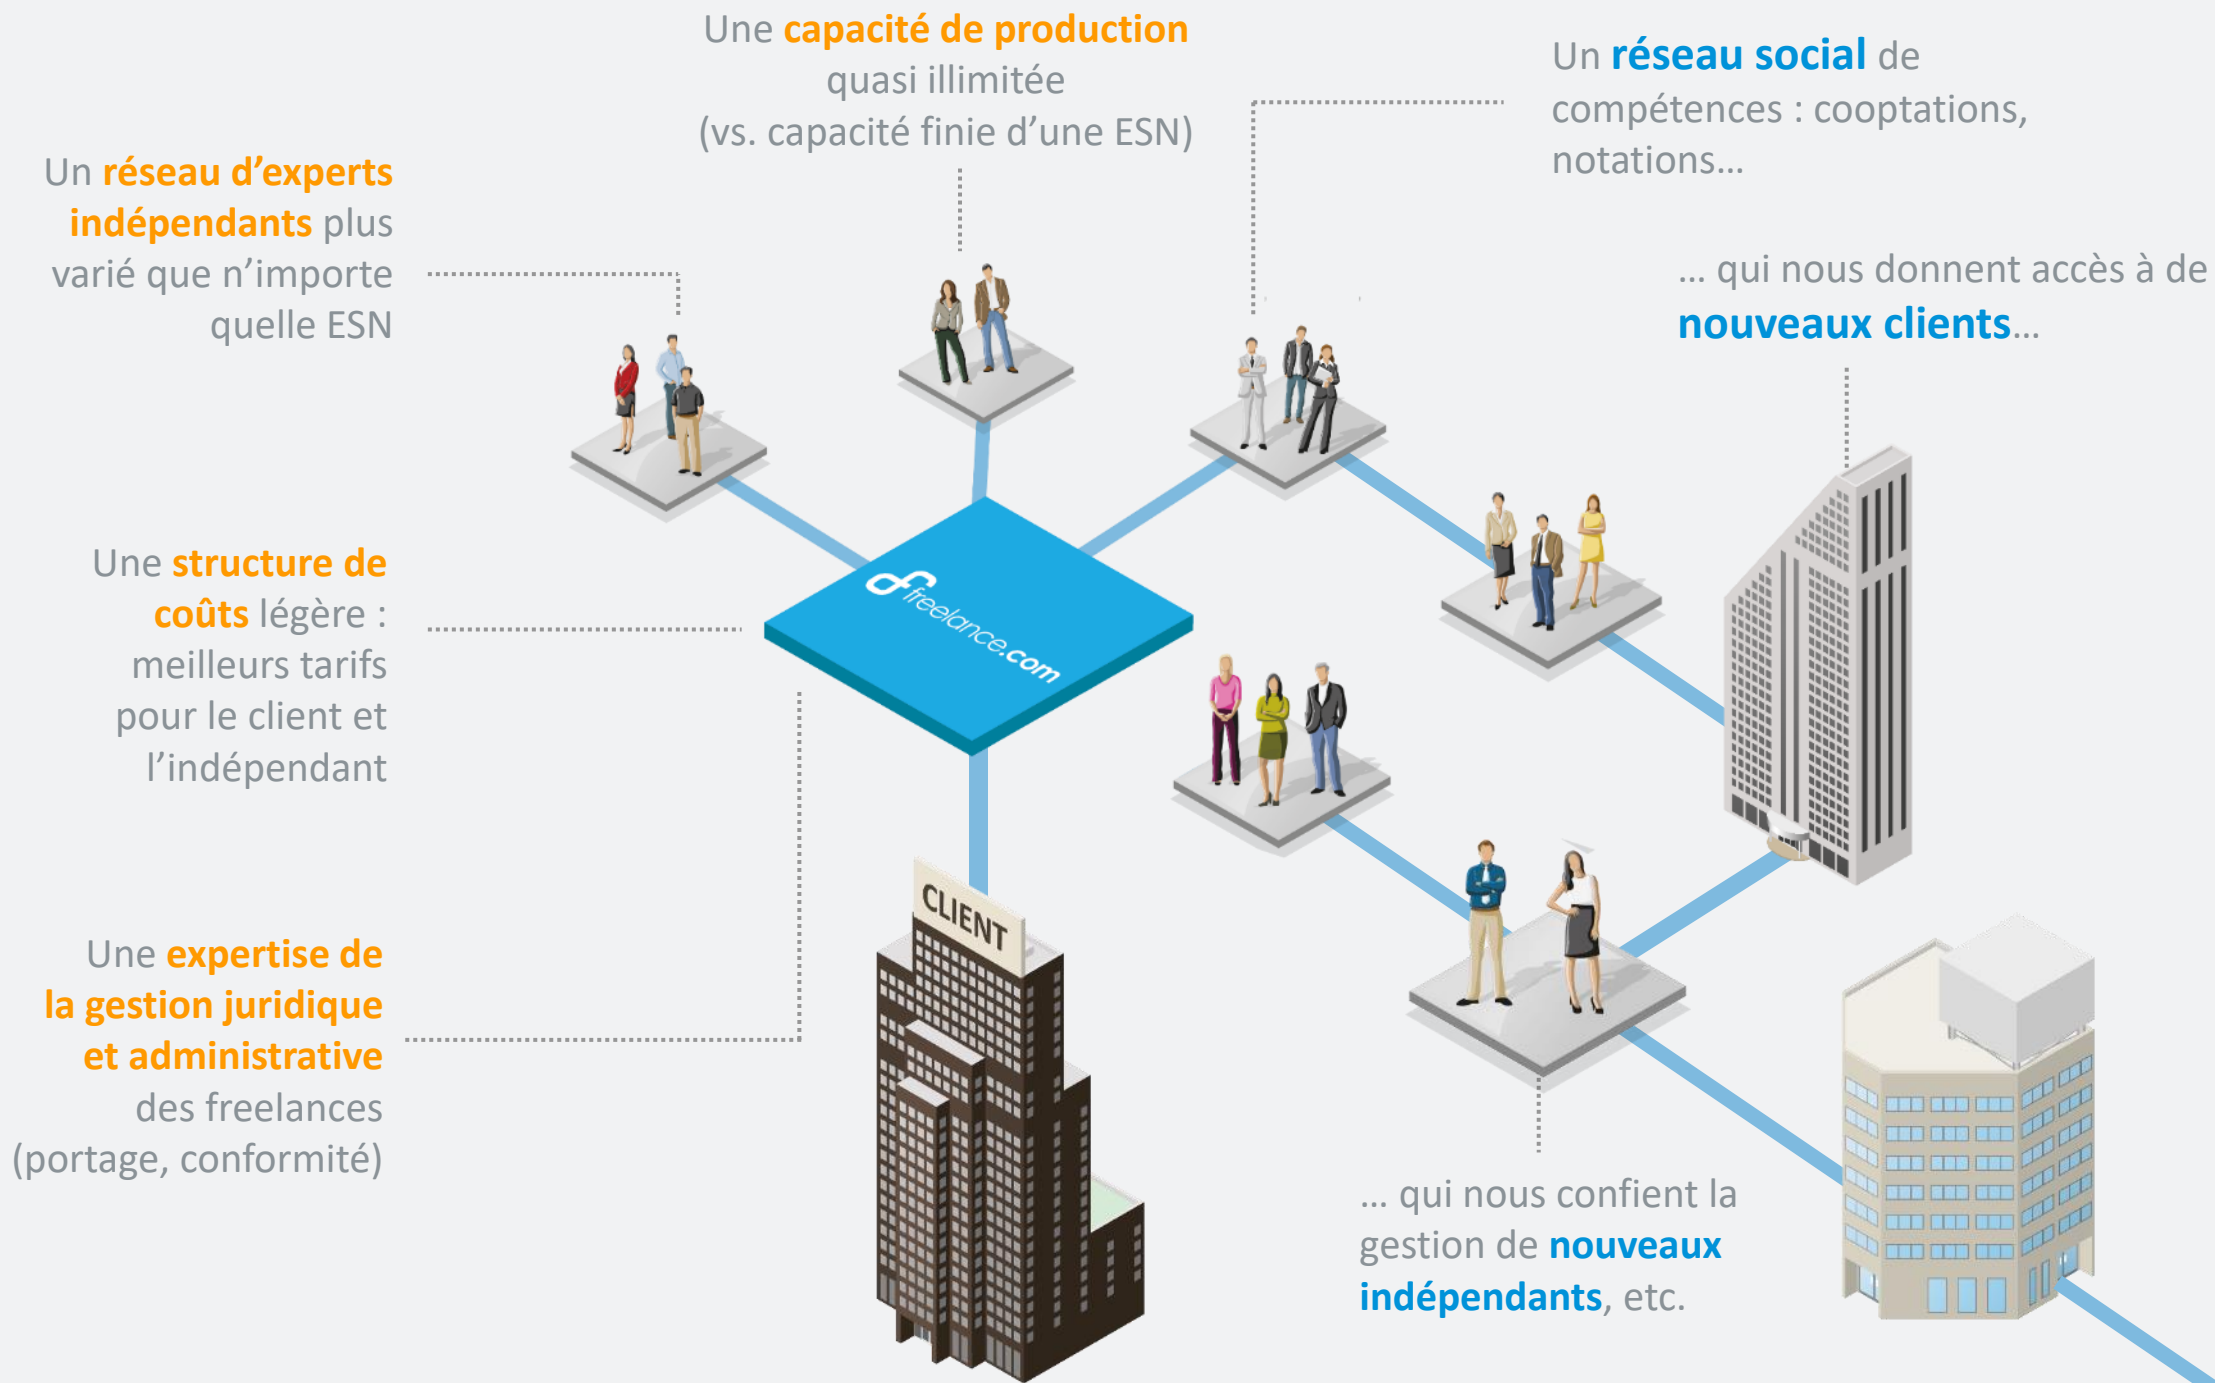 Une capacité de production
quasi illimitée
(vs. capacité finie d’une ESN)
Un réseau social de
compétences : cooptations,
notations…
Un réseau d’experts
indépendants plus
varié que n’importe
quelle ESN
… qui nous donnent accès à de
nouveaux clients…
Une structure de
coûts légère :
meilleurs tarifs
pour le client et
l’indépendant
freelance.com
CLIENT
Une expertise de
la gestion juridique
et administrative
des freelances
(portage, conformité)
… qui nous confient la
gestion de nouveaux
indépendants, etc.